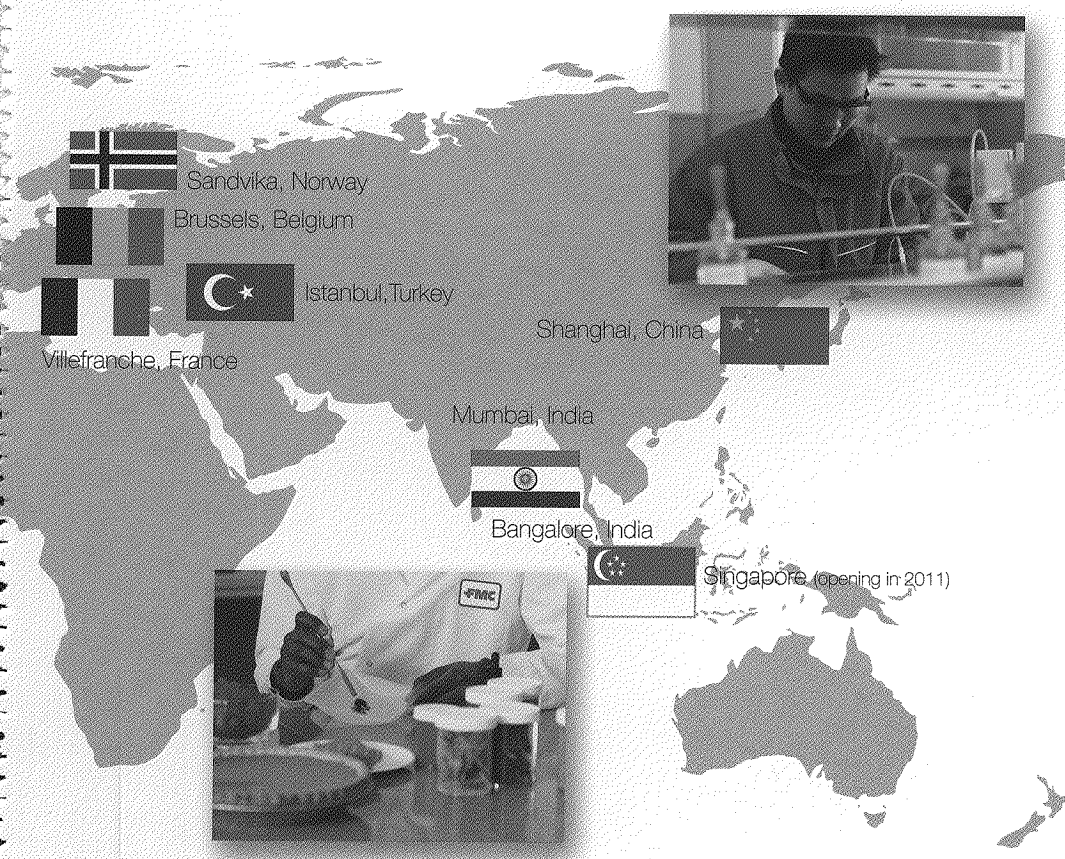 Sandvika, Norway
Brussels, Belgium
Istanbul,Turkey
Villefranche, France
Shanghai, China
Mumbai, India
Bangalore, India
Singapore (opening in 2011)
FMC